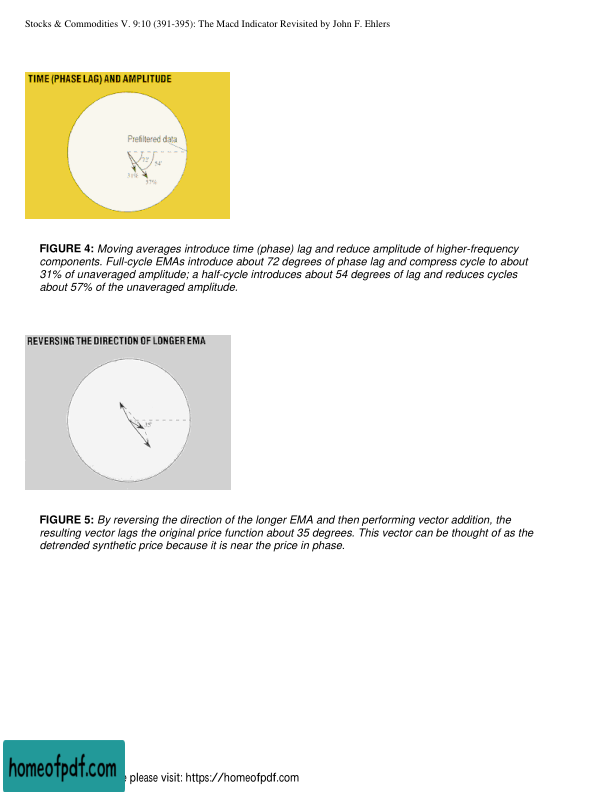 Stocks & Commodities V. 9:10 (391-395): The Macd Indicator Revisited by John F. Ehlers
TIME (PHASE LAG) AND AMPLITUDE
Prefiltered data
72°
54°
31%
57%
FIGURE 4: Moving averages introduce time (phase) lag and reduce amplitude of higher-frequency
components. Full-cycle EMAs introduce about 72 degrees of phase lag and compress cycle to about
31% of unaveraged amplitude; a half-cycle introduces about 54 degrees of lag and reduces cycles
about 57% of the unaveraged amplitude.
REVERSING THE DIRECTION OF LONGER EMA
35°
FIGURE 5: By reversing the direction of the longer EMA and then performing vector addition, the
resulting vector lags the original price function about 35 degrees. This vector can be thought of as the
detrended synthetic price because it is near the price in phase.
homeofpdf.com
please visit: https://homeofpdf.com